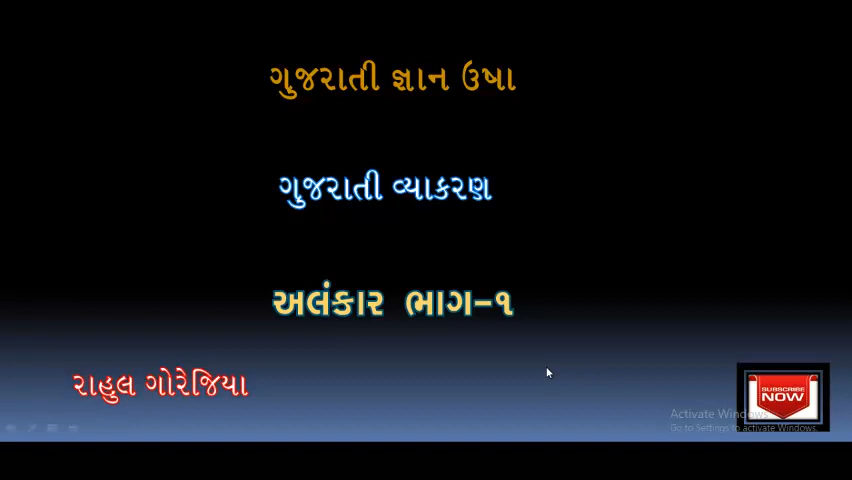 ગુજરાતી જ્ઞાન ઉષા
ગુજરાતી વ્યાકરણ
અલંકાર ભાગ-૧
રાહુલ ગોરેજિયા
SUBSCRIBE
NOW
Activate Windows
Go to Settings to activate Windows.